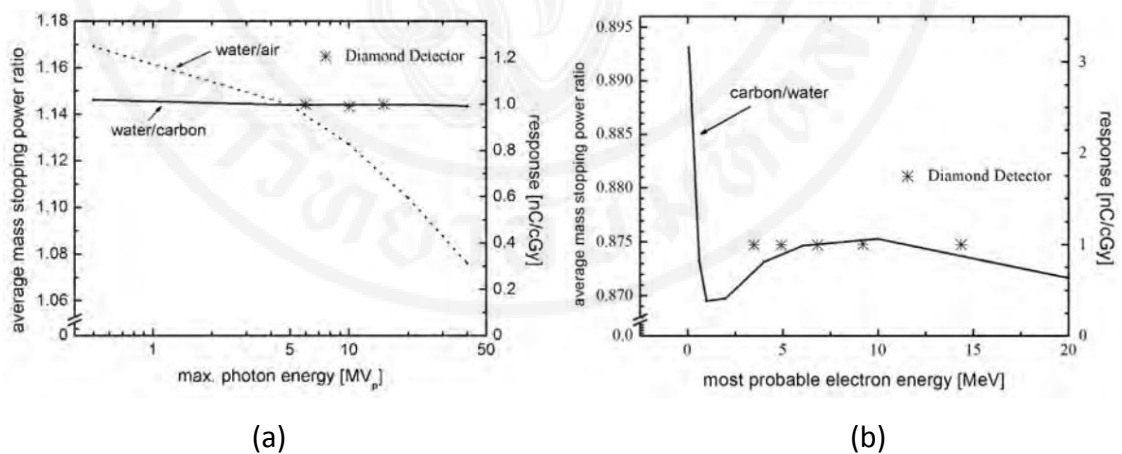 1.18
1.16
1.14
1.12
1.10
1.08
1.06
0
average mass stopping power ratio
water/air
water/carbon
Diamond Detector
1.2
1.0
0.8
0.6
0.4
0.2
0
response [nC/cGy]
1
5
10
50
max. photon energy [MVp]
(a)
0.895
0.890
0.885
0.880
0.875
0.870
0.0
average mass stopping power ratio
carbon/water
Diamond Detector
3
2
1
0
response [nC/cGy]
0
5
10
15
20
most probable electron energy [MeV]
(b)